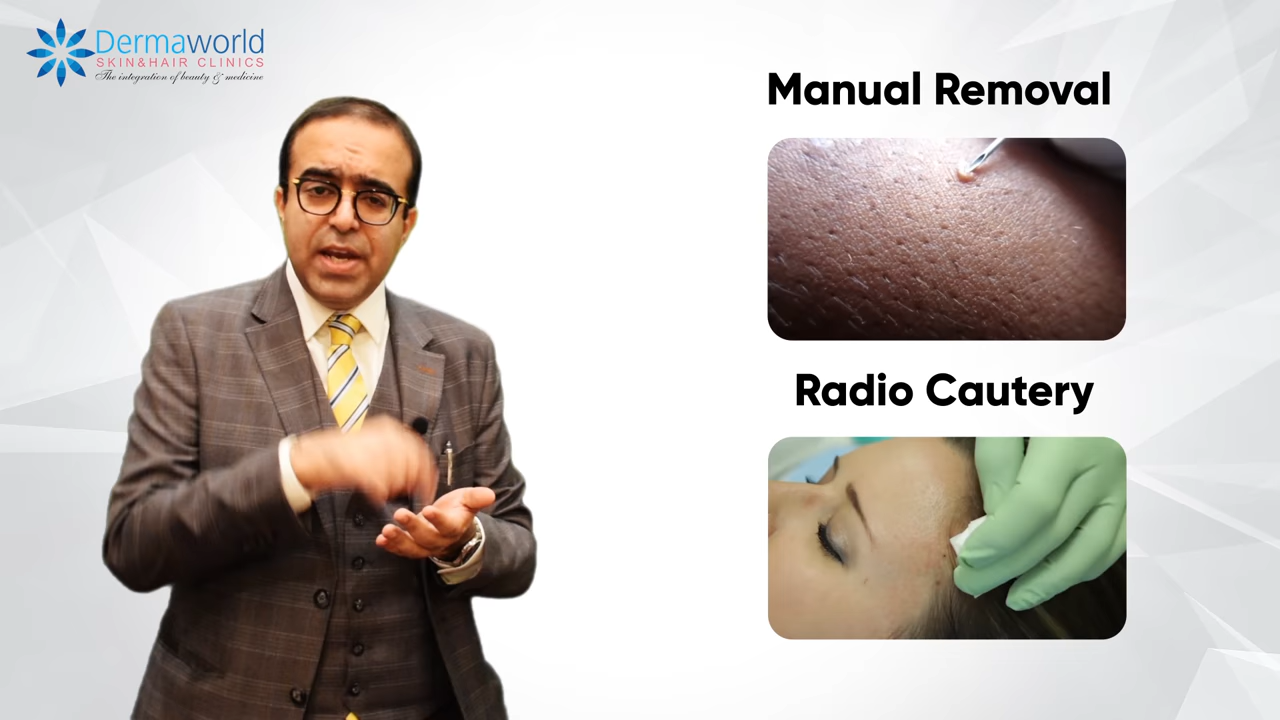 Dermaworld
SKIN&HAIR CLINICS
The integration of beauty & medicine
Manual Removal
Radio Cautery